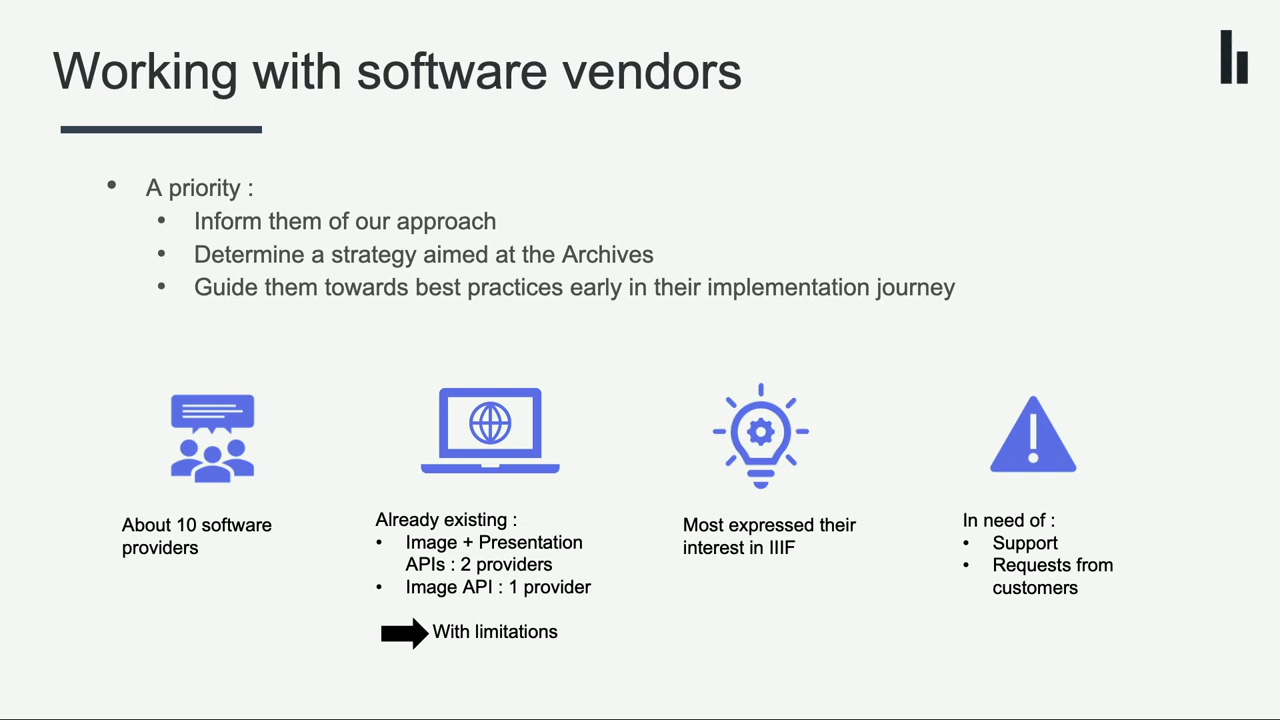 Working with software vendors
• A priority :
• Inform them of our approach
• Determine a strategy aimed at the Archives
• Guide them towards best practices early in their implementation journey
About 10 software
providers
Already existing :
• Image + Presentation
APIs : 2 providers
• Image API : 1 provider
With limitations
Most expressed their
interest in IIIF
In need of :
• Support
• Requests from
customers